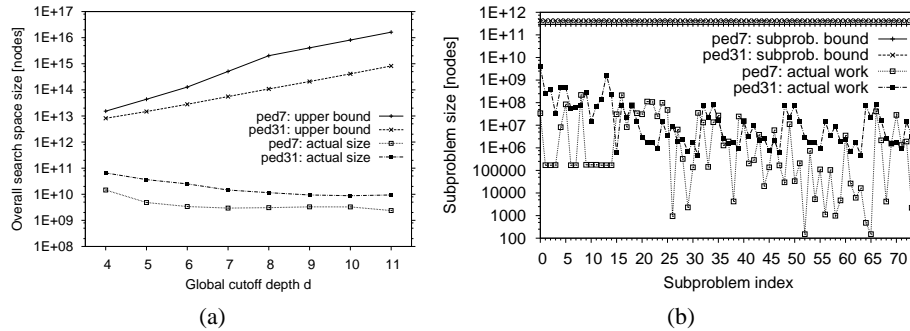 1E+17
1E+16
1E+15
1E+14
1E+13
1E+12
1E+11
1E+10
1E+09
1E+08
Overall search space size [nodes]
ped7: upper bound
ped31: upper bound
ped7: actual size
ped31: actual size
4 5 6 7 8 9 10 11
Global cutoff depth d
(a)
1E+12
1E+11
1E+10
1E+09
1E+08
1E+07
1E+06
100000
10000
1000
100
Subproblem size [nodes]
ped7: subprob. bound
ped31: subprob. bound
ped7: actual work
ped31: actual work
0 5 10 15 20 25 30 35 40 45 50 55 60 65 70
Subproblem index
(b)